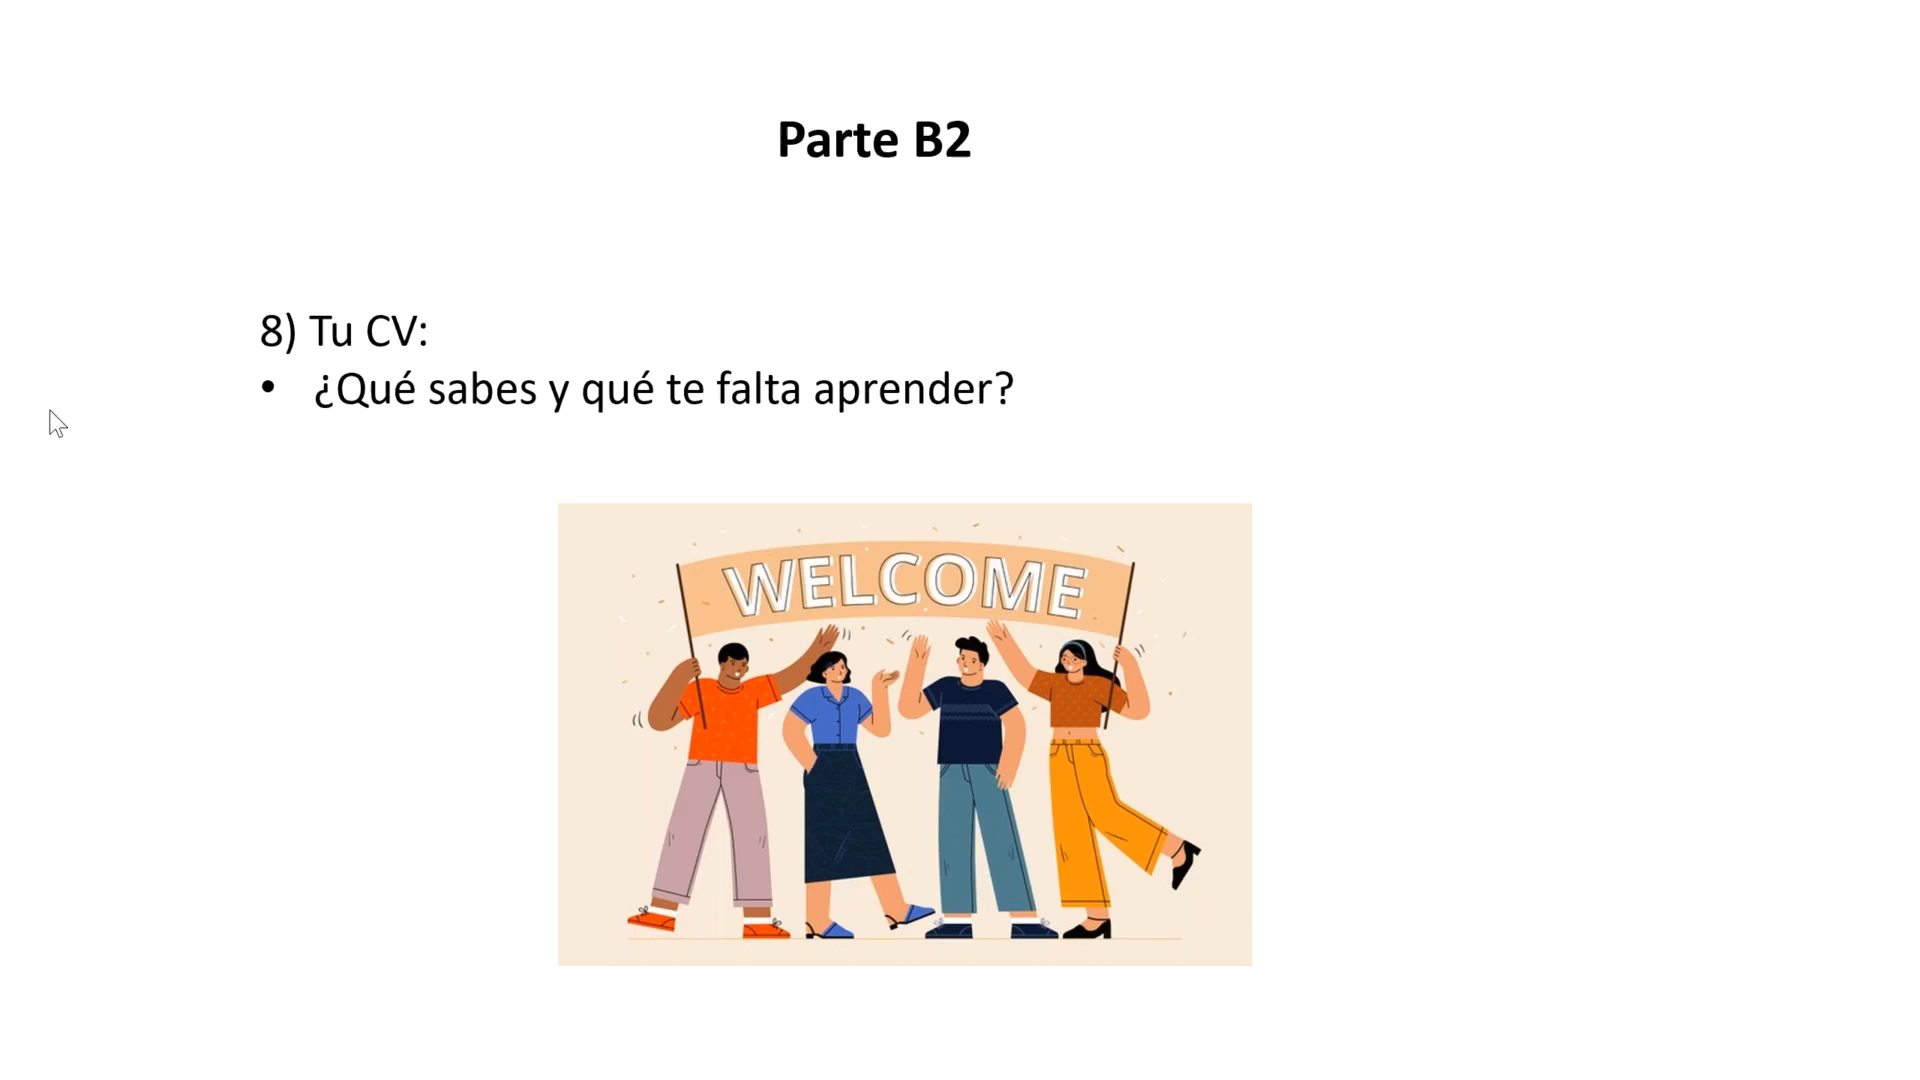 Parte B2
8) Tu CV:
• ¿Qué sabes y qué te falta aprender?
WELCOME